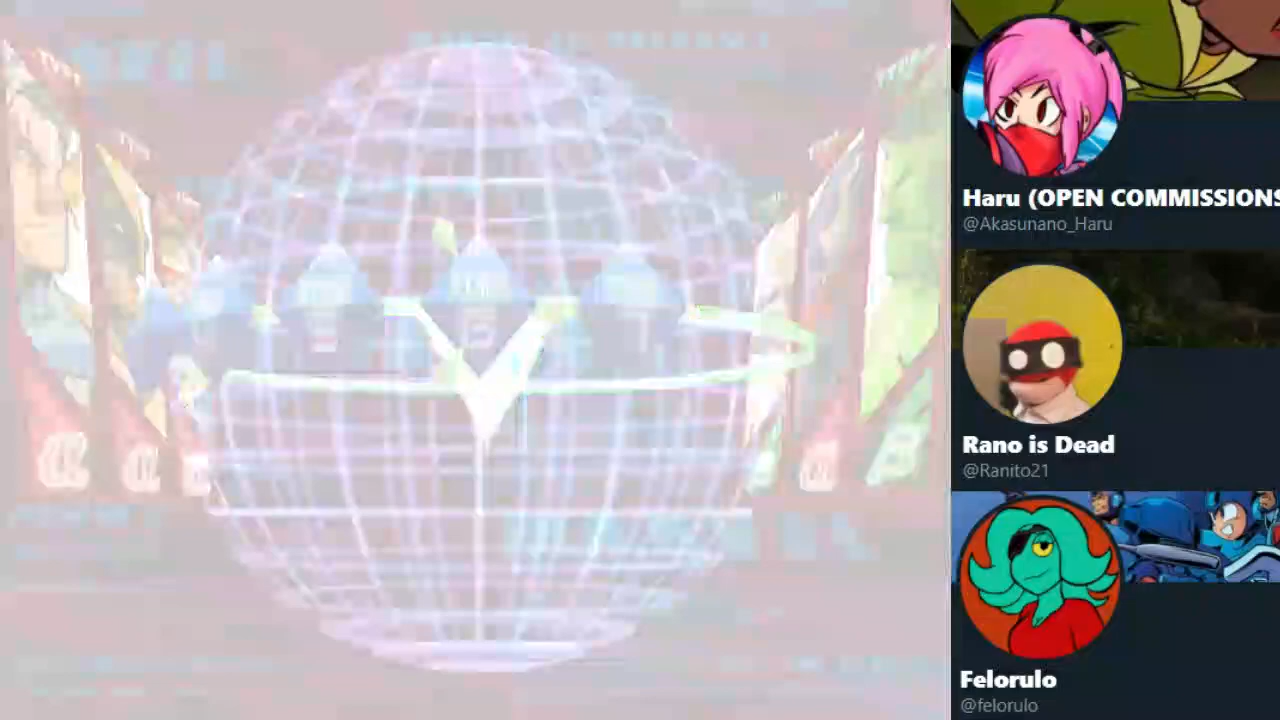 Haru (OPEN COMMISSIONS
@Akasunano_Haru
Rano is Dead
@Ranito21
Felorulo
@felorulo